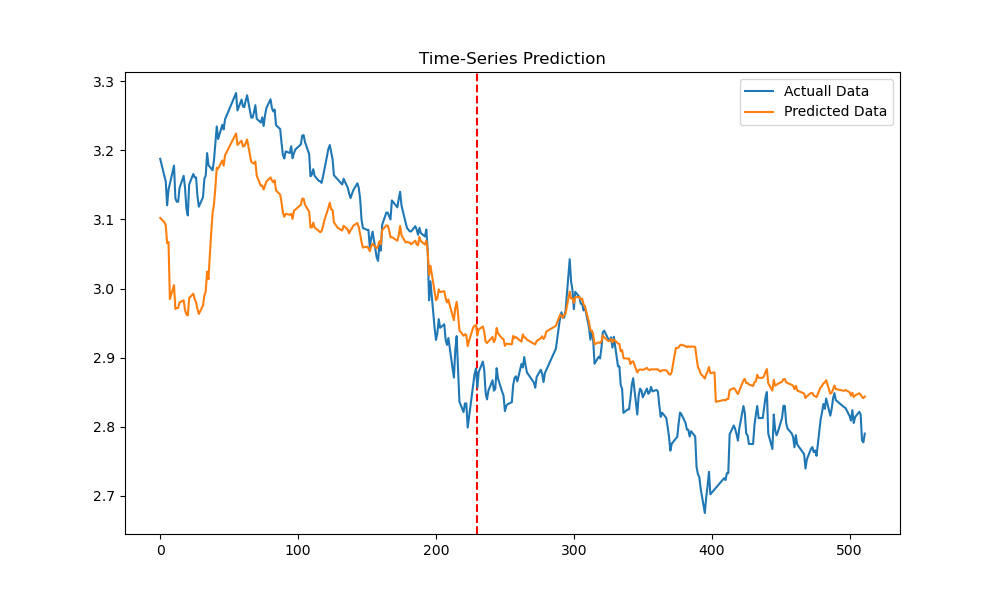 Time-Series Prediction
Actuall Data
Predicted Data
3.3
3.2
3.1
3.0
2.9
2.8
2.7
0 100 200 300 400 500